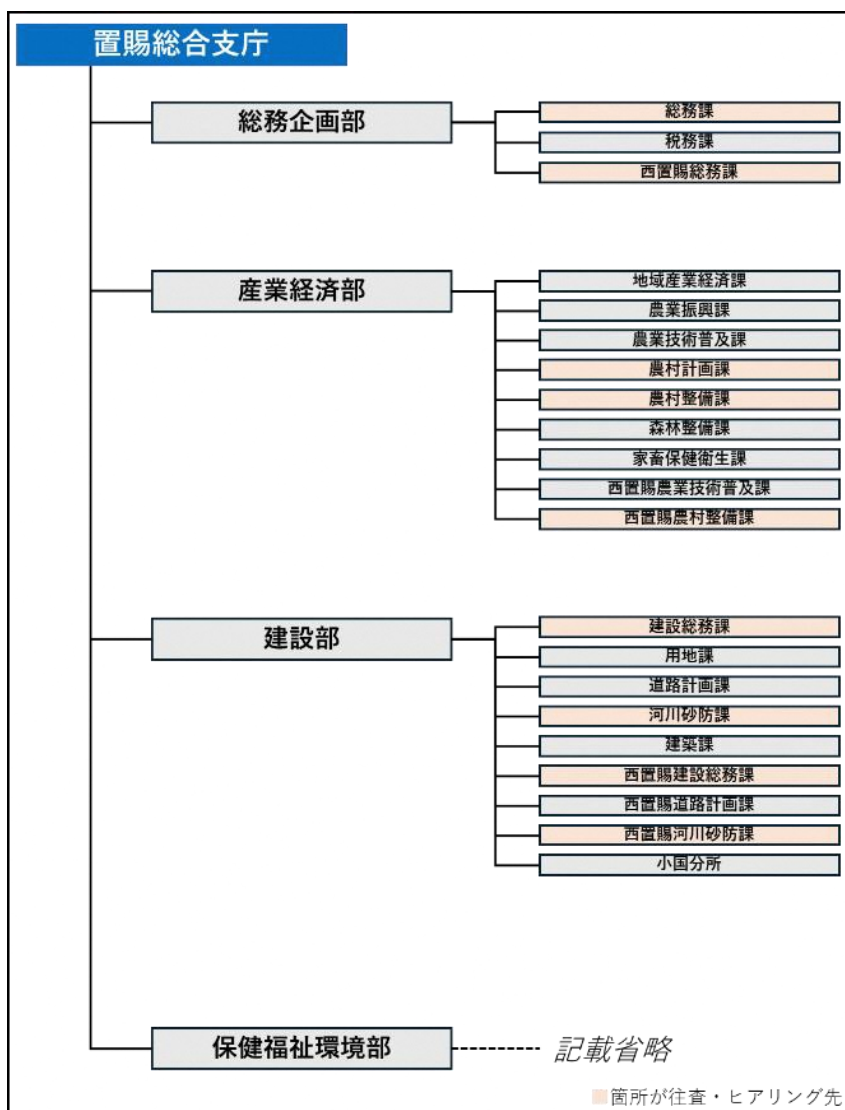 置賜総合支庁
総務企画部
総務課
税務課
西置賜総務課
産業経済部
地域産業経済課
農業振興課
農業技術普及課
農村計画課
農村整備課
森林整備課
家畜保健衛生課
西置賜農業技術普及課
西置賜農村整備課
建設部
建設総務課
用地課
道路計画課
河川砂防課
建築課
西置賜建設総務課
西置賜道路計画課
西置賜河川砂防課
小国分所
保健福祉環境部
記載省略
箇所が往査・ヒアリング先